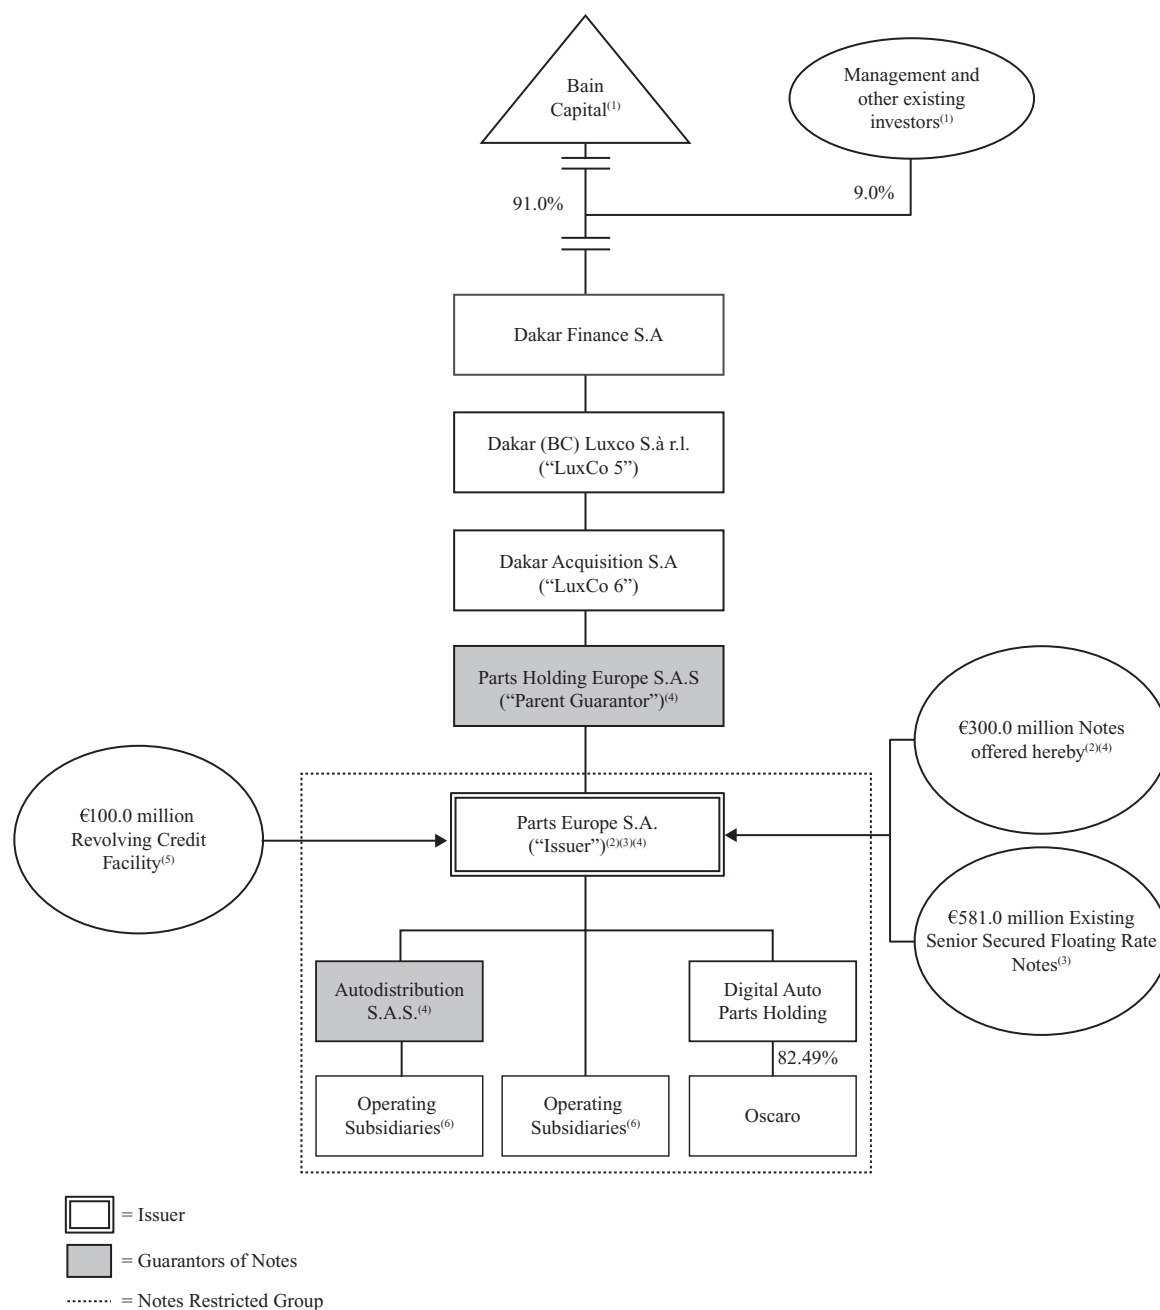 Bain
Capital(1)
Management and
other existing
investors(1)
91.0%
9.0%
Dakar Finance S.A
Dakar (BC) Luxco S.à r.l.
(“LuxCo 5”)
Dakar Acquisition S.A
(“LuxCo 6”)
Parts Holding Europe S.A.S
(“Parent Guarantor”)(4)
€300.0 million Notes
offered hereby(2)(4)
€100.0 million
Revolving Credit
Facility(5)
Parts Europe S.A.
(“Issuer”)(2)(3)(4)
€581.0 million Existing
Senior Secured Floating Rate
Notes(3)
Autodistribution
S.A.S.(4)
Digital Auto
Parts Holding
82.49%
Operating
Subsidiaries(6)
Operating
Subsidiaries(6)
Oscaro
= Issuer
= Guarantors of Notes
= Notes Restricted Group